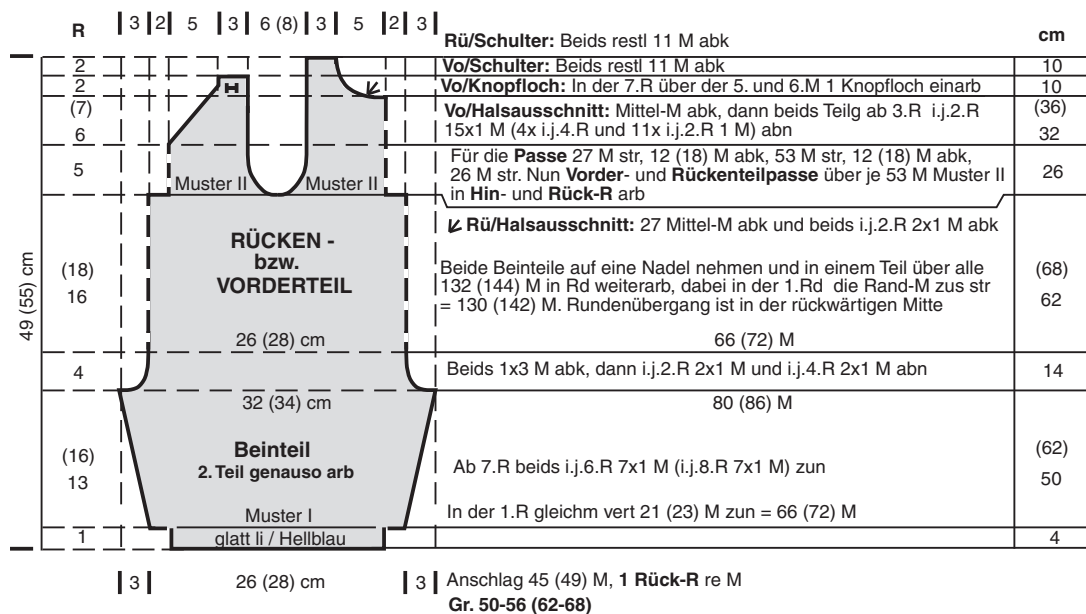 R 3 2 5 3 6 (8) 3 5 2 3 cm
Rü/Schulter: Beids restl 11 M abk
2 Vo/Schulter: Beids restl 11 M abk 10
2 H Vo/Knopfloch: In der 7.R über der 5. und 6.M 1 Knopfloch einarb 10
(7) Vo/Halsausschnitt: Mittel-M abk, dann beids Teilg ab 3.R i.j.2.R (36)
6 15x1 M (4x i.j.4.R und 11x i.j.2.R 1 M) abn 32
Für die Passe 27 M str, 12 (18) M abk, 53 M str, 12 (18) M abk,
5 Muster II Muster II 26 M str. Nun Vorder- und Rückenteilpasse über je 53 M Muster II 26
in Hin- und Rück-R arb
Rü/Halsausschnitt: 27 Mittel-M abk und beids i.j.2.R 2x1 M abk
RÜCKEN -
bzw.
VORDERTEIL
49 (55) cm
(18) Beide Beinteile auf eine Nadel nehmen und in einem Teil über alle (68)
16 132 (144) M in Rd weiterarb, dabei in der 1.Rd die Rand-M zus str 62
= 130 (142) M. Rundenübergang ist in der rückwärtigen Mitte
26 (28) cm 66 (72) M
4 Beids 1x3 M abk, dann i.j.2.R 2x1 M und i.j.4.R 2x1 M abn 14
32 (34) cm 80 (86) M
Beinteil
2. Teil genauso arb
(16) (62)
13 Ab 7.R beids i.j.6.R 7x1 M (i.j.8.R 7x1 M) zun 50
Muster I In der 1.R gleichm vert 21 (23) M zun = 66 (72) M
1 glatt li / Hellblau 4
3 26 (28) cm 3 Anschlag 45 (49) M, 1 Rück-R re M
Gr. 50-56 (62-68)